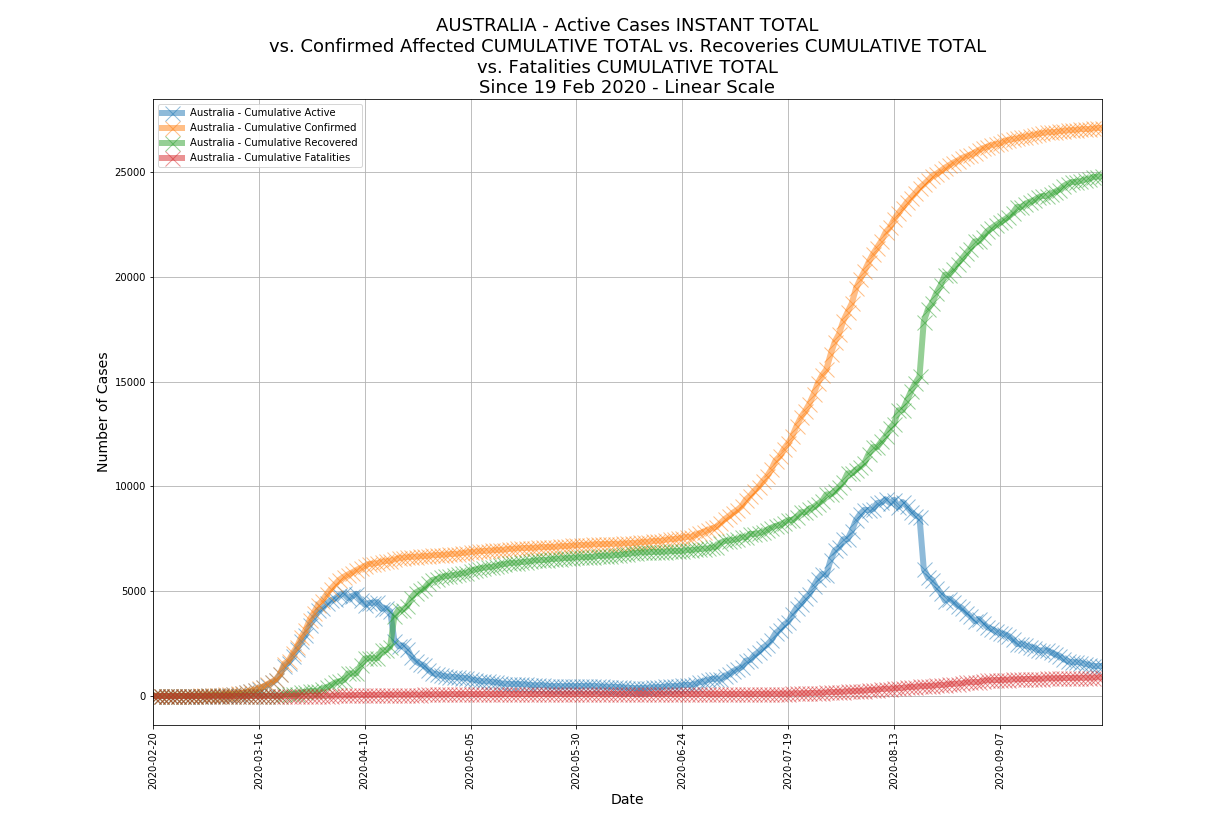 AUSTRALIA - Active Cases INSTANT TOTAL
vs. Confirmed Affected CUMULATIVE TOTAL vs. Recoveries CUMULATIVE TOTAL
vs. Fatalities CUMULATIVE TOTAL
Since 19 Feb 2020 - Linear Scale
Australia - Cumulative Active
Australia - Cumulative Confirmed
Australia - Cumulative Recovered
Australia - Cumulative Fatalities
Number of Cases
25000
20000
15000
10000
5000
0
2020-02-20
2020-03-16
2020-04-10
2020-05-05
2020-05-30
2020-06-24
2020-07-19
2020-08-13
2020-09-07
Date